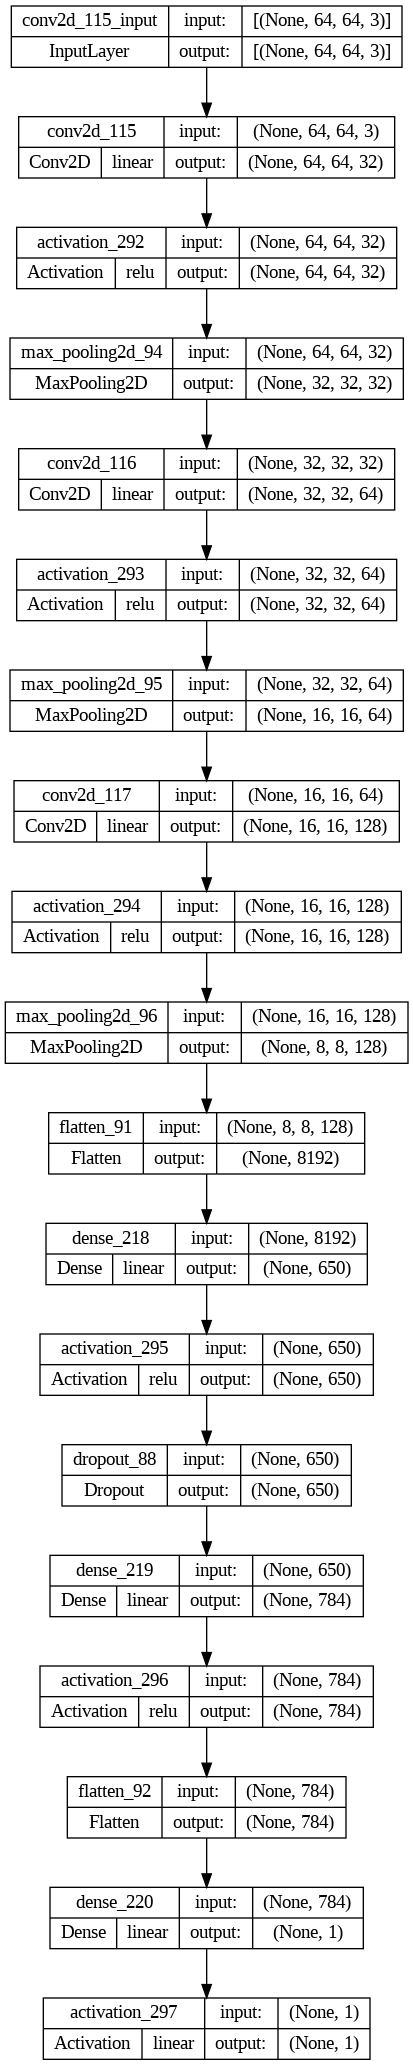 conv2d_115_input input: [(None, 64, 64, 3)]
InputLayer output: [(None, 64, 64, 3)]
conv2d_115 input: (None, 64, 64, 3)
Conv2D linear output: (None, 64, 64, 32)
activation_292 input: (None, 64, 64, 32)
Activation relu output: (None, 64, 64, 32)
max_pooling2d_94 input: (None, 64, 64, 32)
MaxPooling2D output: (None, 32, 32, 32)
conv2d_116 input: (None, 32, 32, 32)
Conv2D linear output: (None, 32, 32, 64)
activation_293 input: (None, 32, 32, 64)
Activation relu output: (None, 32, 32, 64)
max_pooling2d_95 input: (None, 32, 32, 64)
MaxPooling2D output: (None, 16, 16, 64)
conv2d_117 input: (None, 16, 16, 64)
Conv2D linear output: (None, 16, 16, 128)
activation_294 input: (None, 16, 16, 128)
Activation relu output: (None, 16, 16, 128)
max_pooling2d_96 input: (None, 16, 16, 128)
MaxPooling2D output: (None, 8, 8, 128)
flatten_91 input: (None, 8, 8, 128)
Flatten output: (None, 8192)
dense_218 input: (None, 8192)
Dense linear output: (None, 650)
activation_295 input: (None, 650)
Activation relu output: (None, 650)
dropout_88 input: (None, 650)
Dropout output: (None, 650)
dense_219 input: (None, 650)
Dense linear output: (None, 784)
activation_296 input: (None, 784)
Activation relu output: (None, 784)
flatten_92 input: (None, 784)
Flatten output: (None, 784)
dense_220 input: (None, 784)
Dense linear output: (None, 1)
activation_297 input: (None, 1)
Activation linear output: (None, 1)